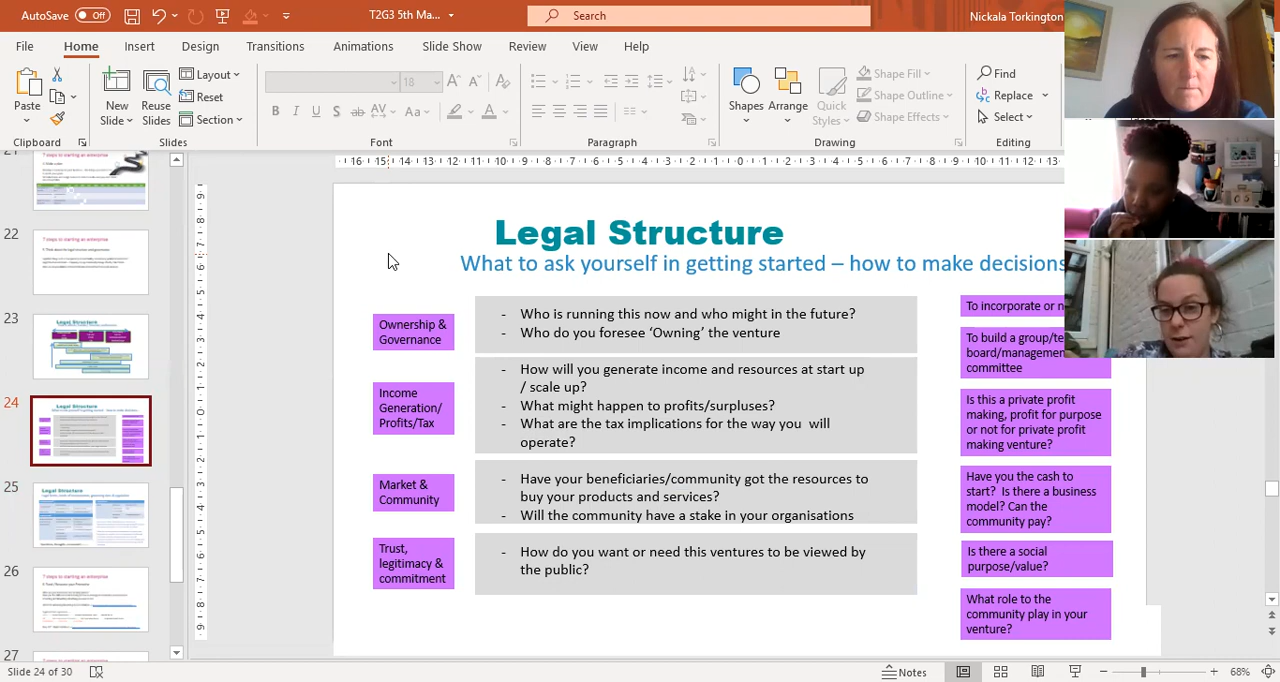 AutoSave
Off
T2G3 5th Ma...
Search
Nickala Torkington
File
Home
Insert
Design
Transitions
Animations
Slide Show
Review
View
Help
Paste
New
Slide
Reuse
Slides
Layout
Reset
Section
18
Shapes
Arrange
Quick
Styles
Shape Fill
Shape Outline
Shape Effects
Find
Replace
Select
Clipboard
Slides
Font
Paragraph
Drawing
Editing
22
23
24
25
26
27
7 steps to starting an enterprise
Legal Structure
Legal Structure
What to ask yourself in getting started – how to make decisions
Ownership &
Governance
- Who is running this now and who might in the future?
Who do you foresee ‘Owning’ the venture
To incorporate or n
To build a group/te
board/management
committee
Income
Generation/
Profits/Tax
- How will you generate income and resources at start up
/ scale up?
What might happen to profits/surpluses?
What are the tax implications for the way you will
operate?
Is this a private profit
making, profit for purpose
or not for private profit
making venture?
Market &
Community
- Have your beneficiaries/community got the resources to
buy your products and services?
Will the community have a stake in your organisations
Have you the cash to
start? Is there a business
model? Can the
community pay?
Trust,
legitimacy &
commitment
- How do you want or need this ventures to be viewed by
the public?
Is there a social
purpose/value?
What role to the
community play in your
venture?
Slide 24 of 30
Notes
68%